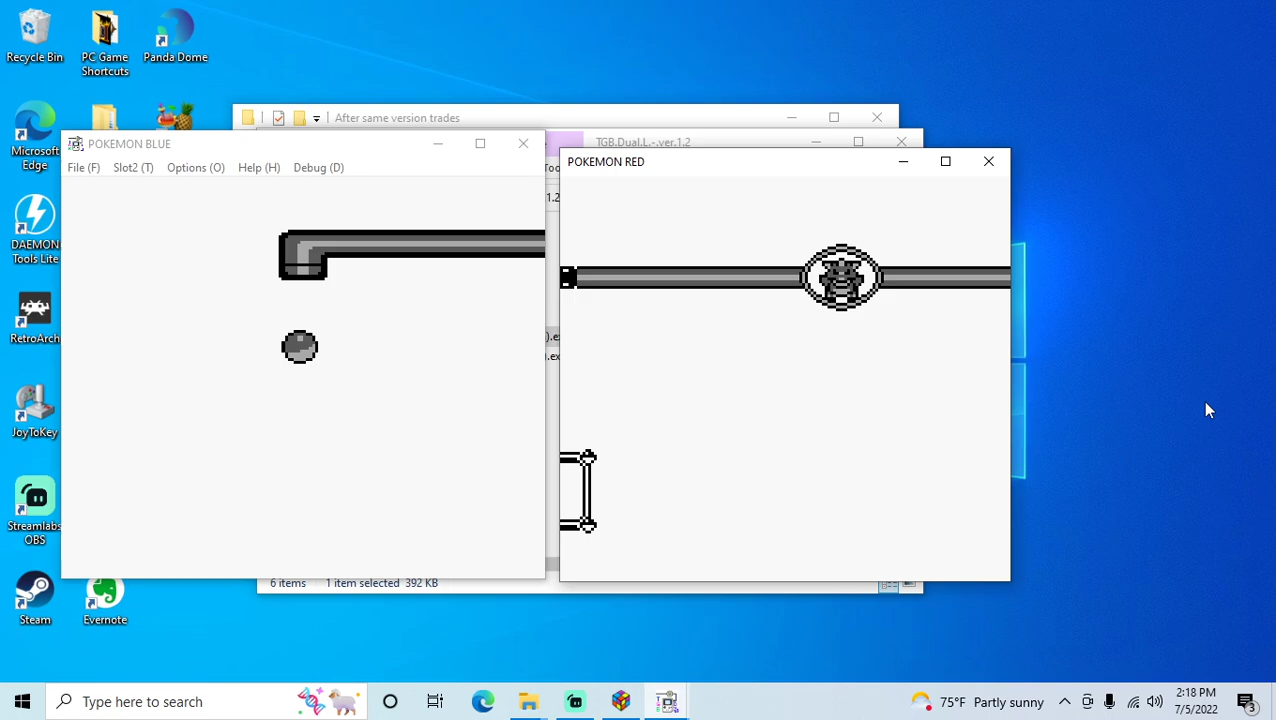 Recycle Bin
PC Game
Shortcuts
Panda Dome
Microsoft
Edge
DAEMON
Tools Lite
RetroArch
JoyToKey
Streamlabs
OBS
Steam
Evernote
After same version trades
TGB.Dual.L.-.ver.1.2
POKEMON BLUE
File (F)
Slot2 (T)
Options (O)
Help (H)
Debug (D)
POKEMON RED
6 items
1 item selected 392 KB
Type here to search
75°F Partly sunny
2:18 PM
7/5/2022
3